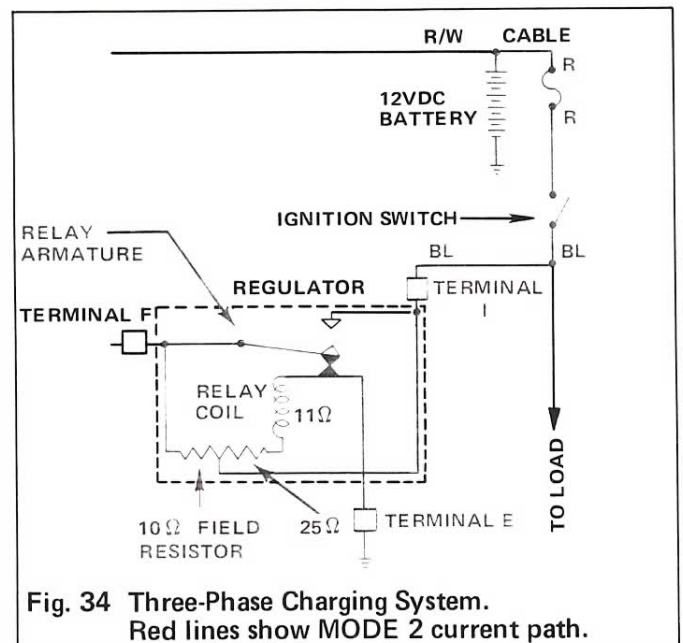 R/W CABLE
R
12VDC
BATTERY
R
IGNITION SWITCH
RELAY
ARMATURE
BL
BL
REGULATOR
TERMINAL
I
TERMINAL F
RELAY
COIL
11Ω
10Ω FIELD
RESISTOR
25Ω
TERMINAL E
TO LOAD
Fig. 34 Three-Phase Charging System.
Red lines show MODE 2 current path.